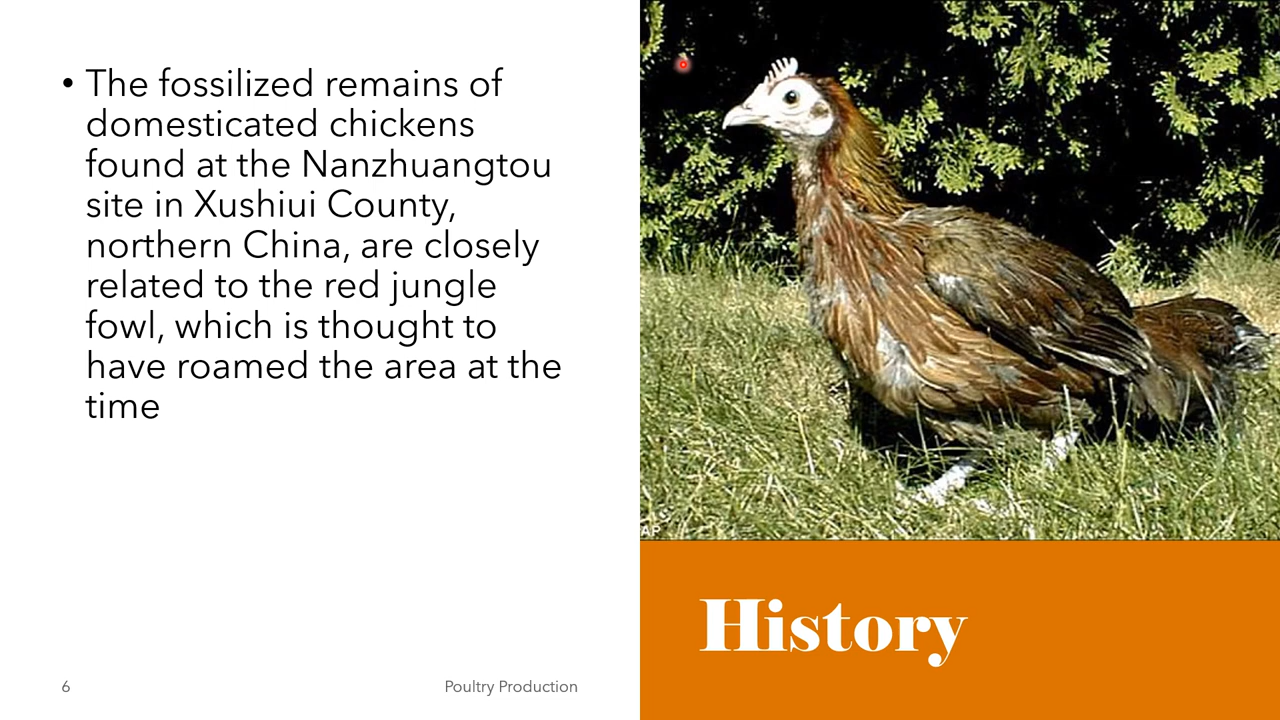 • The fossilized remains of
domesticated chickens
found at the Nanzhuangtou
site in Xushiui County,
northern China, are closely
related to the red jungle
fowl, which is thought to
have roamed the area at the
time
AP
History
6
Poultry Production